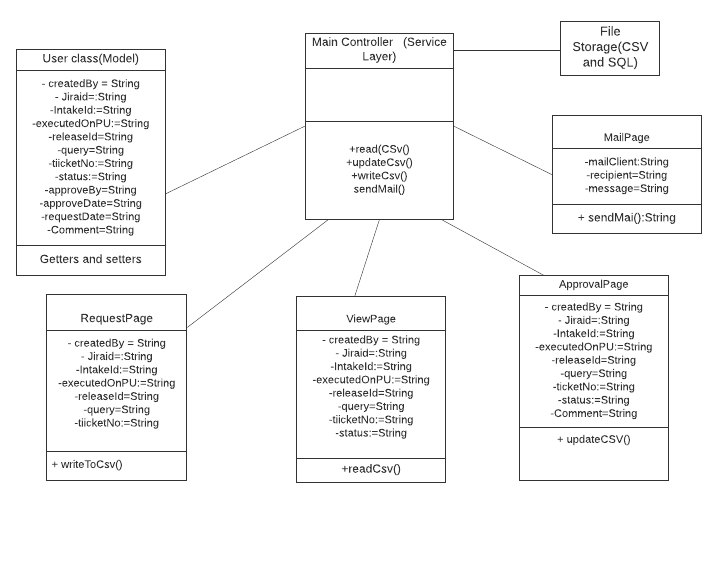 User class(Model)
- createdBy = String
- Jiraid=:String
-IntakeId:=String
-executedOnPU:=String
-releaseId=String
-query=String
-tiicketNo:=String
-status:=String
-approveBy=String
-approveDate=String
-requestDate=String
-Comment=String
Getters and setters
Main Controller (Service
Layer)
+read(CSv()
+updateCsv()
+writeCsv()
sendMail()
File
Storage(CSV
and SQL)
MailPage
-mailClient:String
-recipient=String
-message=String
+ sendMai():String
RequestPage
- createdBy = String
- Jiraid=:String
-IntakeId:=String
-executedOnPU:=String
-releaseId=String
-query=String
-tiicketNo:=String
+ writeToCsv()
ViewPage
- createdBy = String
- Jiraid=:String
-IntakeId:=String
-executedOnPU:=String
-releaseId=String
-query=String
-tiicketNo:=String
-status:=String
+readCsv()
ApprovalPage
- createdBy = String
- Jiraid=:String
-IntakeId:=String
-executedOnPU:=String
-releaseId=String
-query=String
-ticketNo:=String
-status:=String
-Comment=String
+ updateCSV()